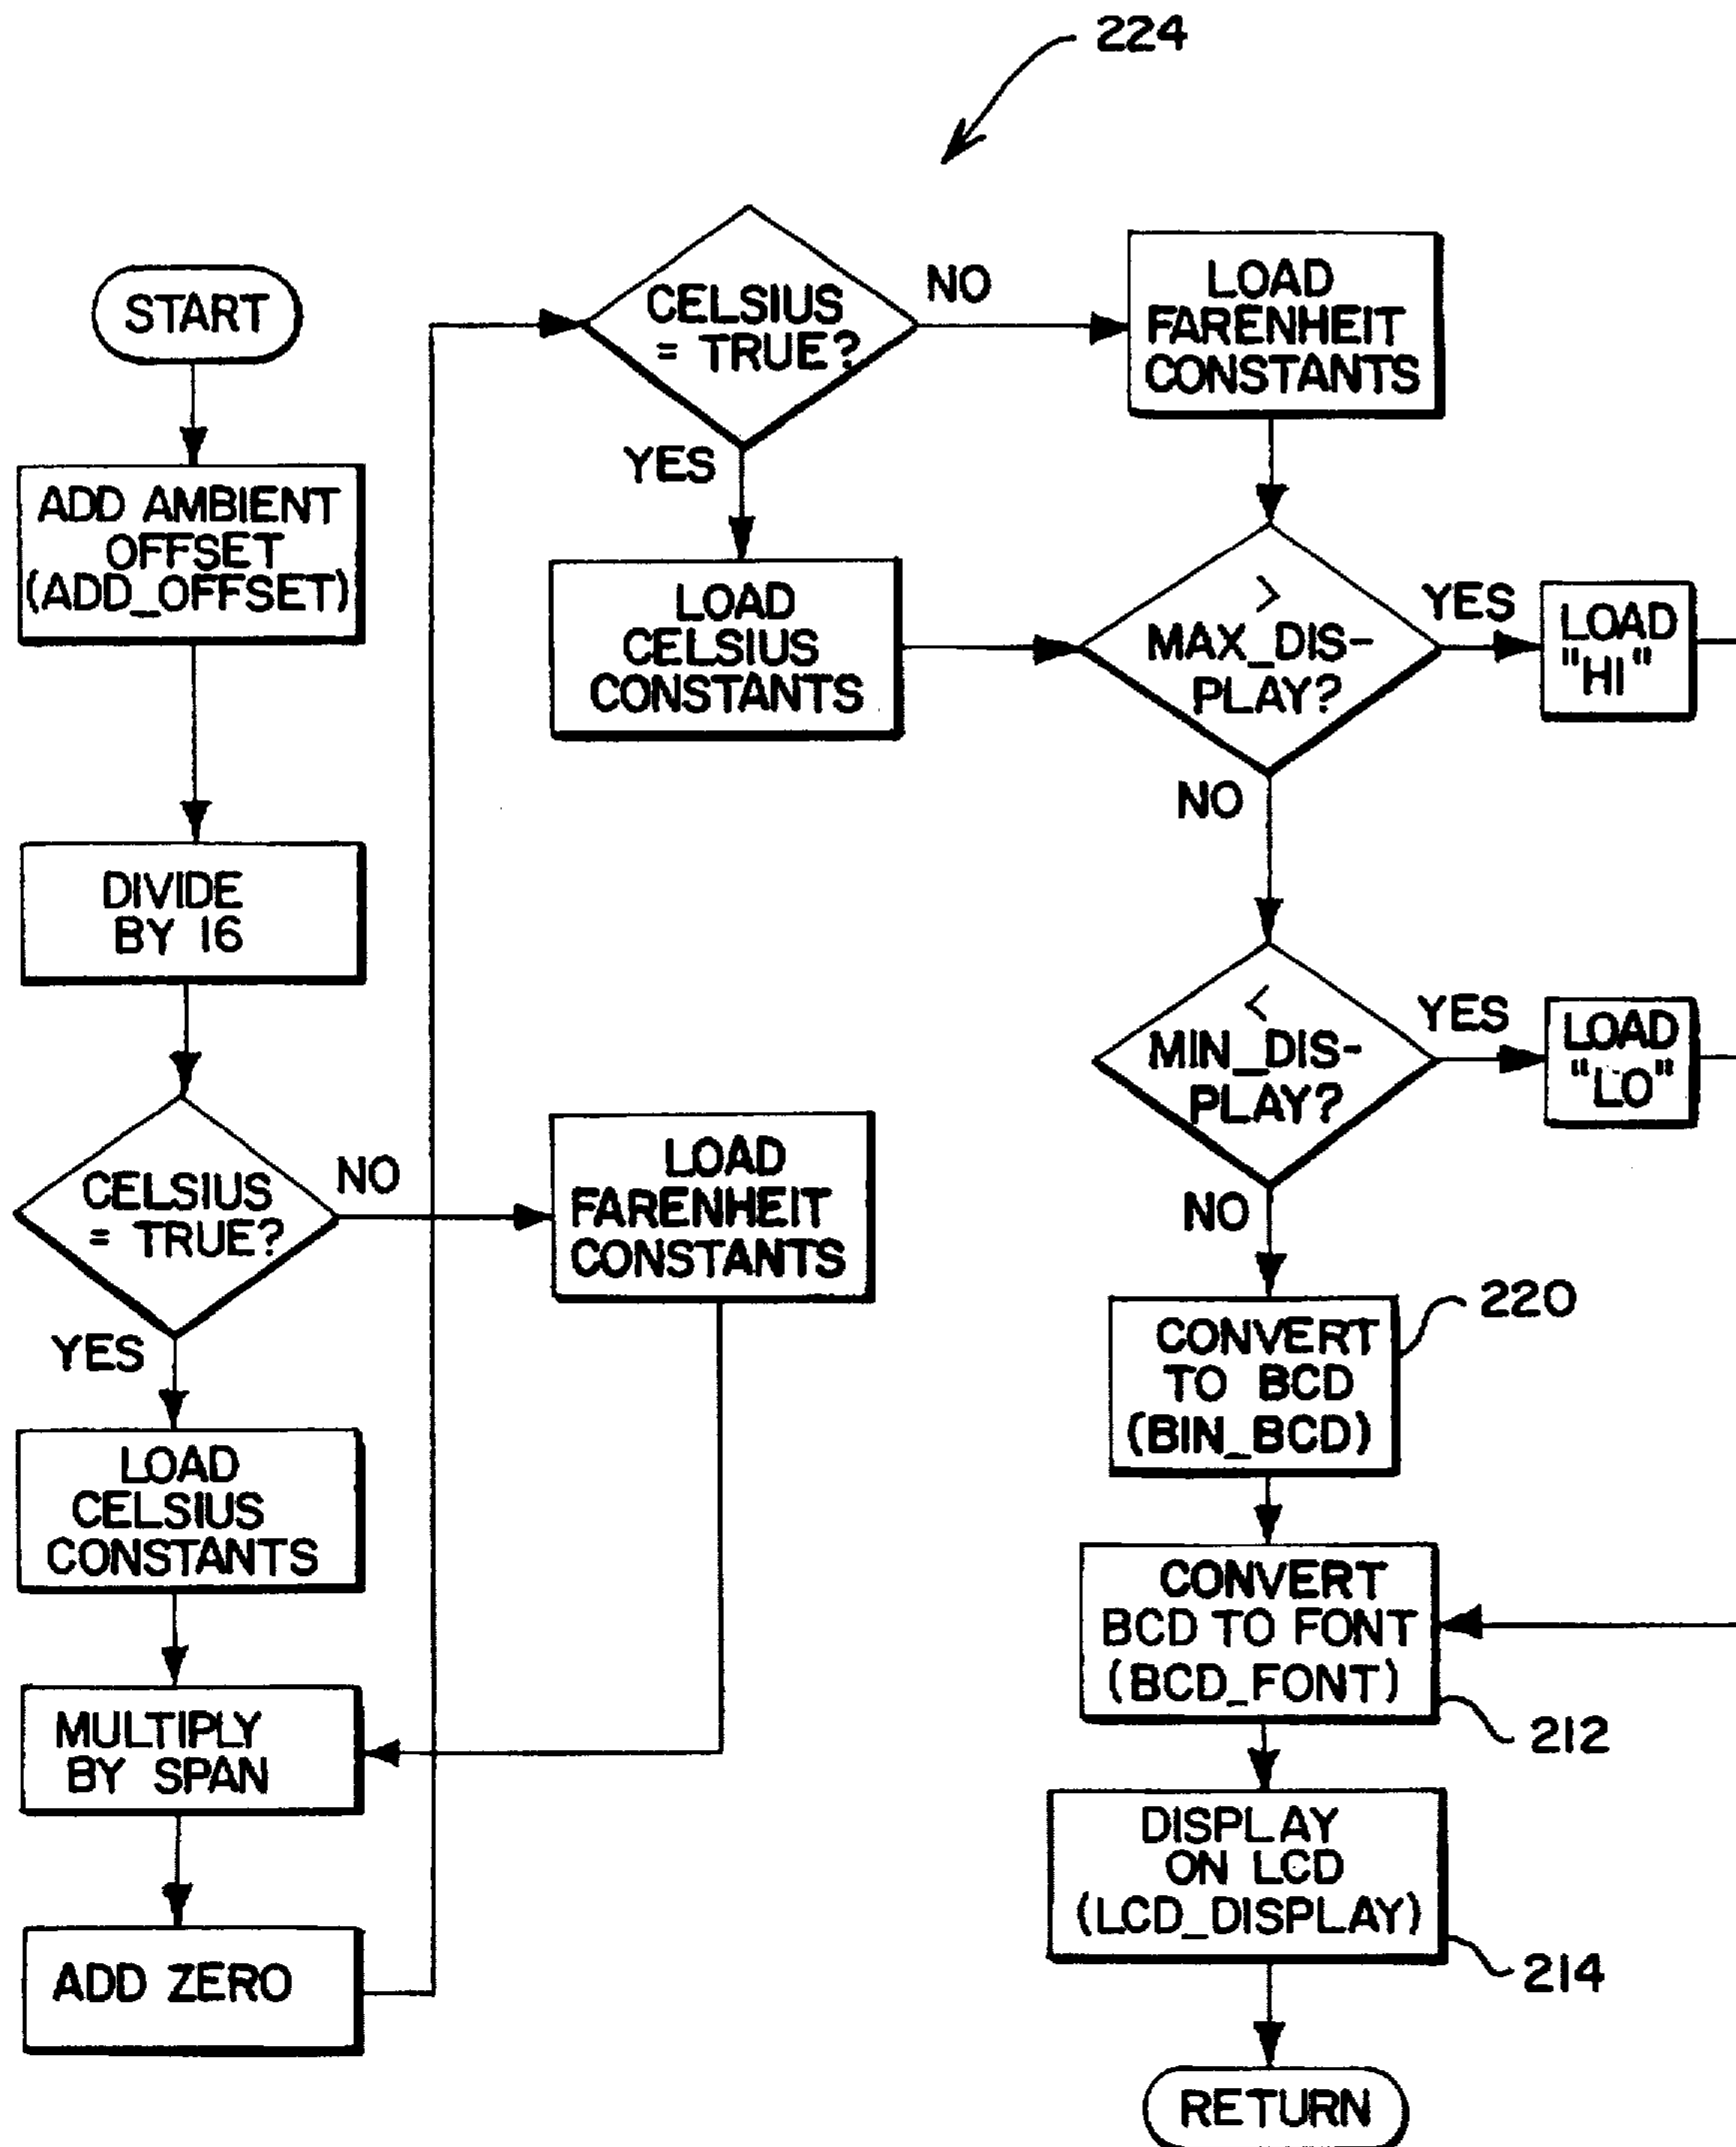 224
START
ADD AMBIENT
OFFSET
(ADD_OFFSET)
DIVIDE
BY 16
CELSIUS
= TRUE?
NO
YES
LOAD
FARENHEIT
CONSTANTS
LOAD
CELSIUS
CONSTANTS
MULTIPLY
BY SPAN
ADD ZERO
CELSIUS
= TRUE?
NO
YES
LOAD
FARENHEIT
CONSTANTS
LOAD
CELSIUS
CONSTANTS
>
MAX_DIS-
PLAY?
YES
LOAD
"HI"
NO
<
MIN_DIS-
PLAY?
YES
LOAD
"LO"
NO
220
CONVERT
TO BCD
(BIN_BCD)
CONVERT
BCD TO FONT
(BCD_FONT)
212
DISPLAY
ON LCD
(LCD_DISPLAY)
214
RETURN